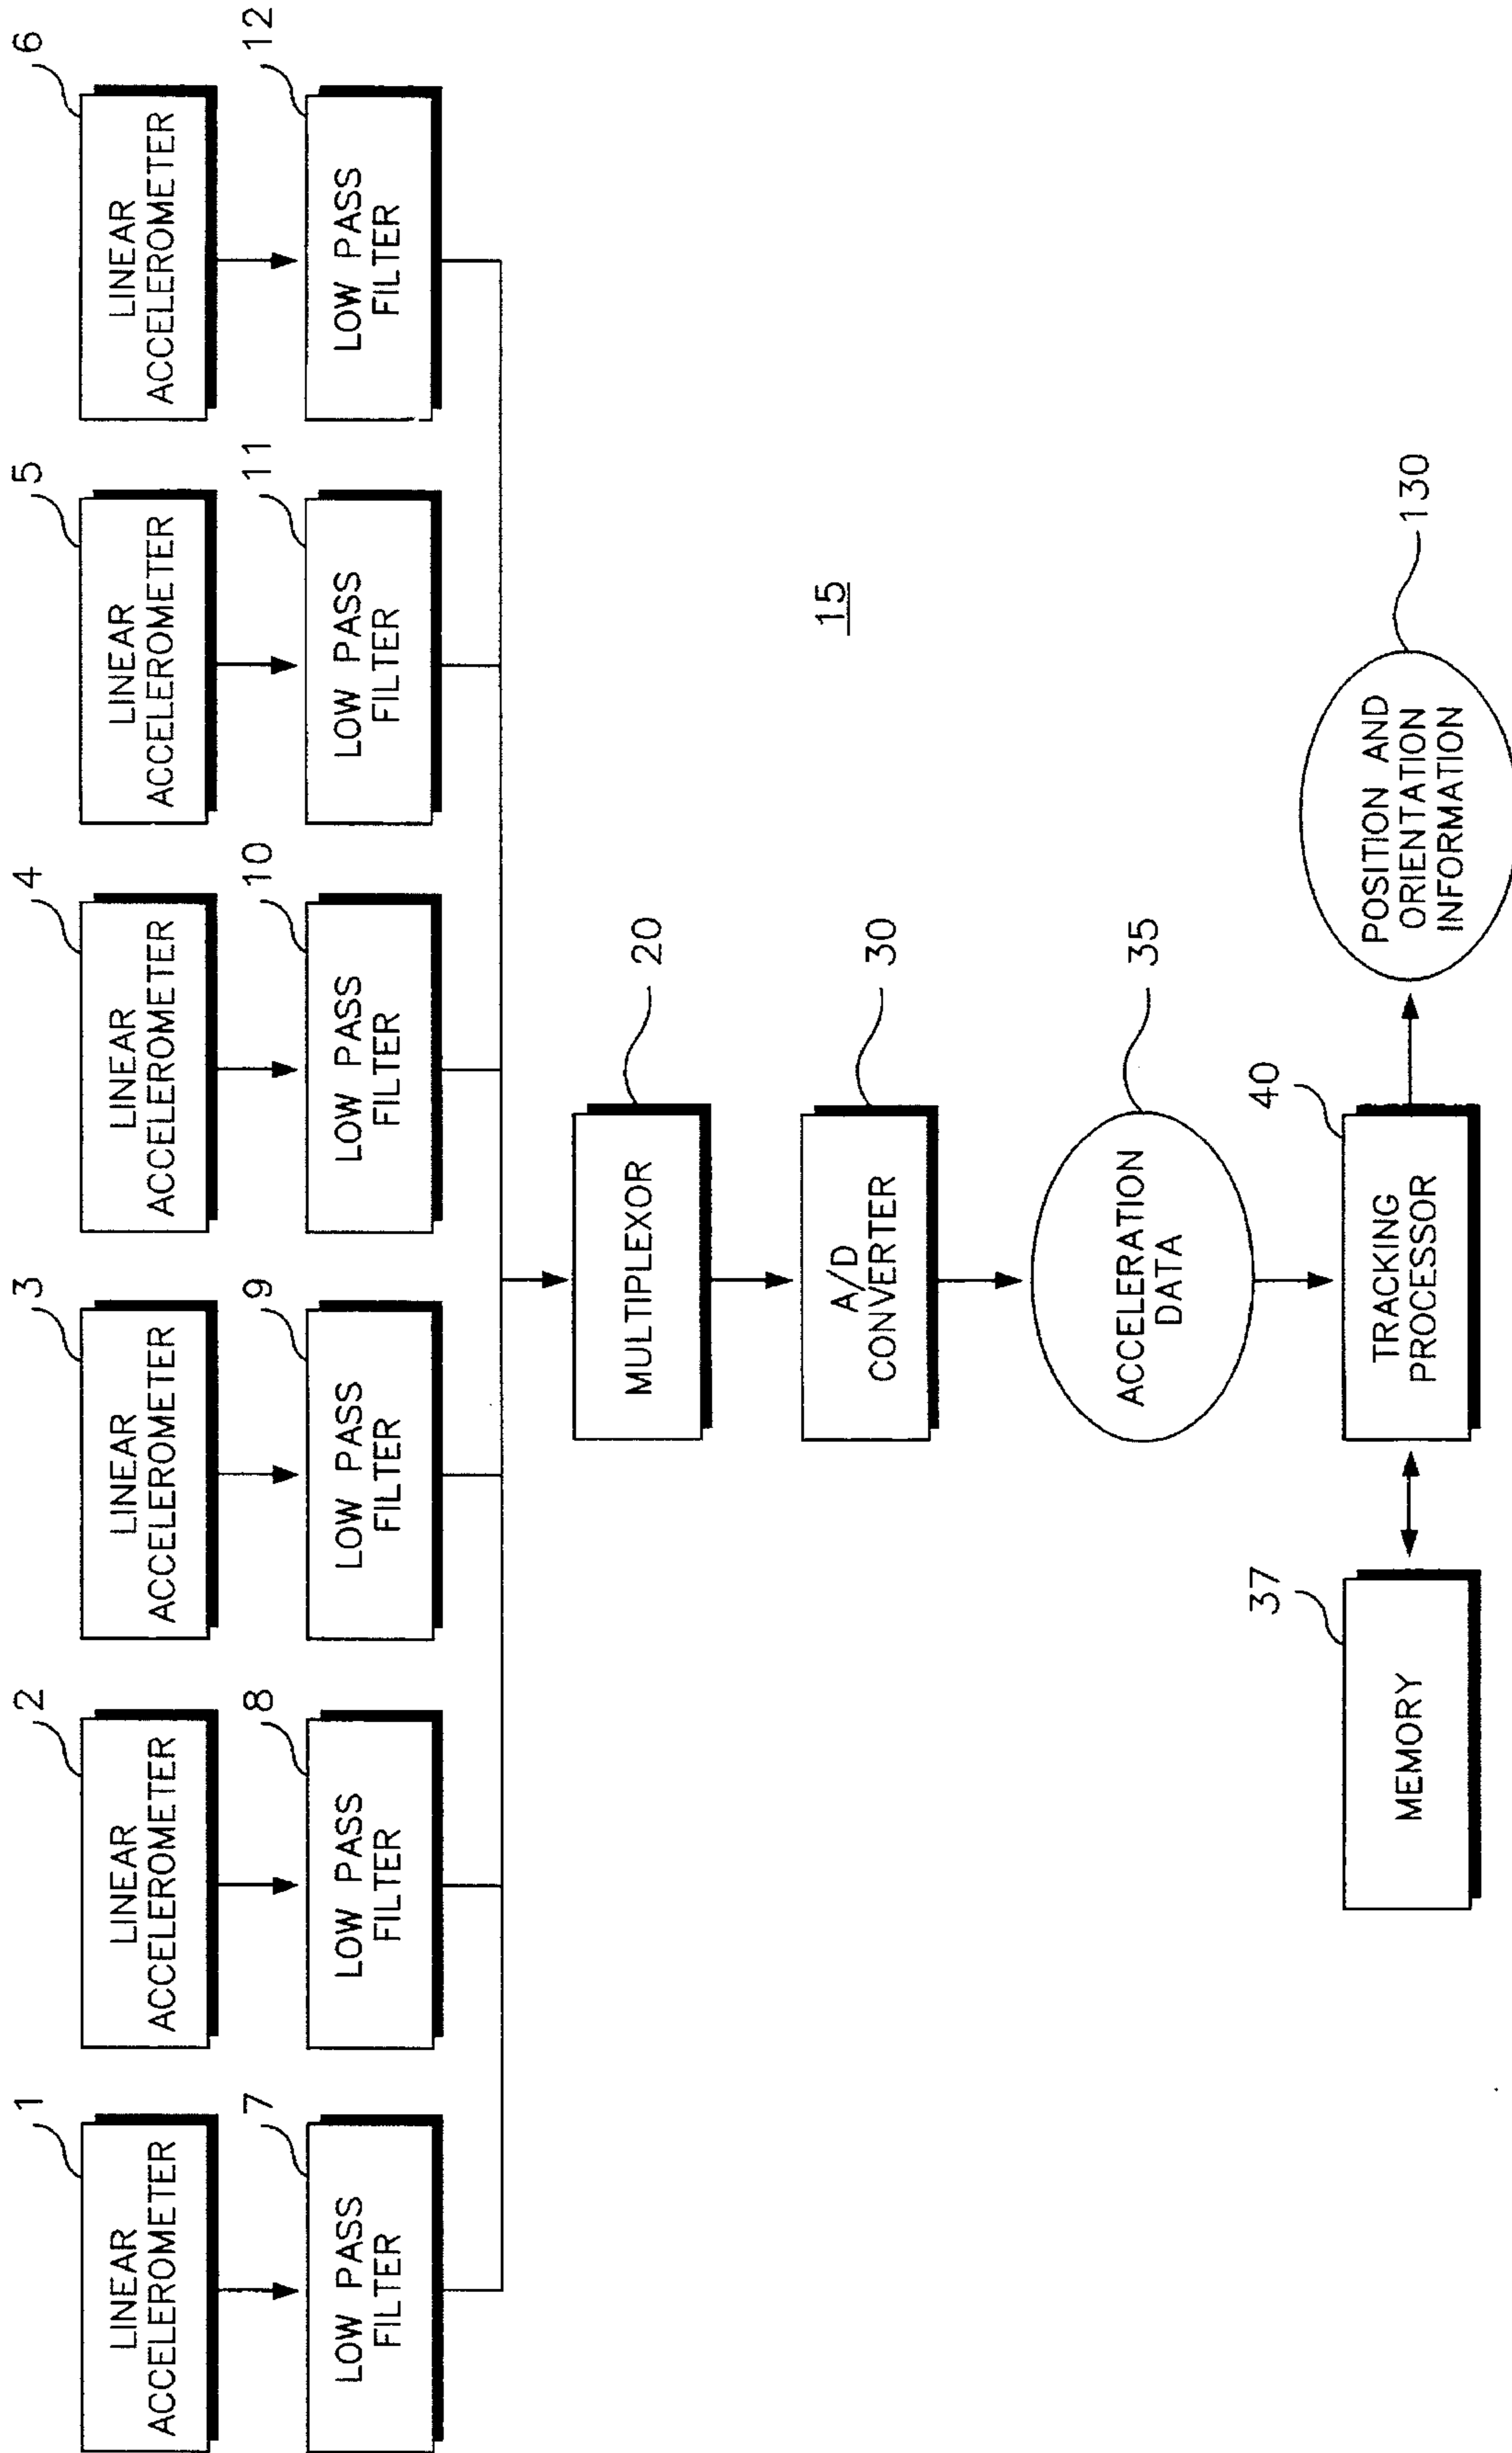 1
LINEAR
ACCELEROMETER
2
LINEAR
ACCELEROMETER
3
LINEAR
ACCELEROMETER
4
LINEAR
ACCELEROMETER
5
LINEAR
ACCELEROMETER
6
LINEAR
ACCELEROMETER
7
LOW PASS
FILTER
8
LOW PASS
FILTER
9
LOW PASS
FILTER
10
LOW PASS
FILTER
11
LOW PASS
FILTER
12
LOW PASS
FILTER
20
MULTIPLEXOR
15
30
A/D
CONVERTER
35
ACCELERATION
DATA
37
MEMORY
40
TRACKING
PROCESSOR
130
POSITION AND
ORIENTATION
INFORMATION